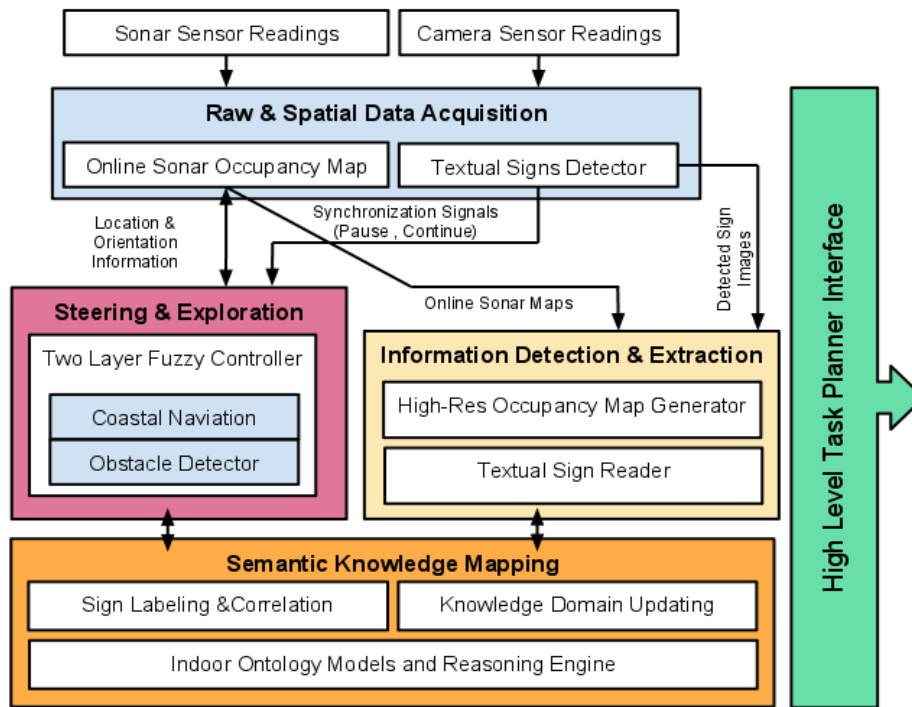 Sonar Sensor Readings
Camera Sensor Readings
Raw & Spatial Data Acquisition
Online Sonar Occupancy Map
Textual Signs Detector
Location &
Orientation
Information
Synchronization Signals
(Pause , Continue)
Detected Sign
Images
Online Sonar Maps
Steering & Exploration
Two Layer Fuzzy Controller
Coastal Naviation
Obstacle Detector
Information Detection & Extraction
High-Res Occupancy Map Generator
Textual Sign Reader
Semantic Knowledge Mapping
Sign Labeling &Correlation
Knowledge Domain Updating
Indoor Ontology Models and Reasoning Engine
High Level Task Planner Interface